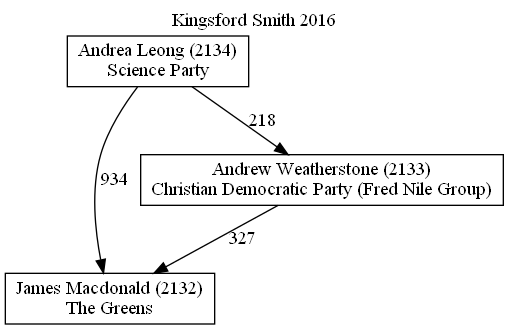 Kingsford Smith 2016
Andrea Leong (2134)
Science Party
218
Andrew Weatherstone (2133)
Christian Democratic Party (Fred Nile Group)
934
327
James Macdonald (2132)
The Greens